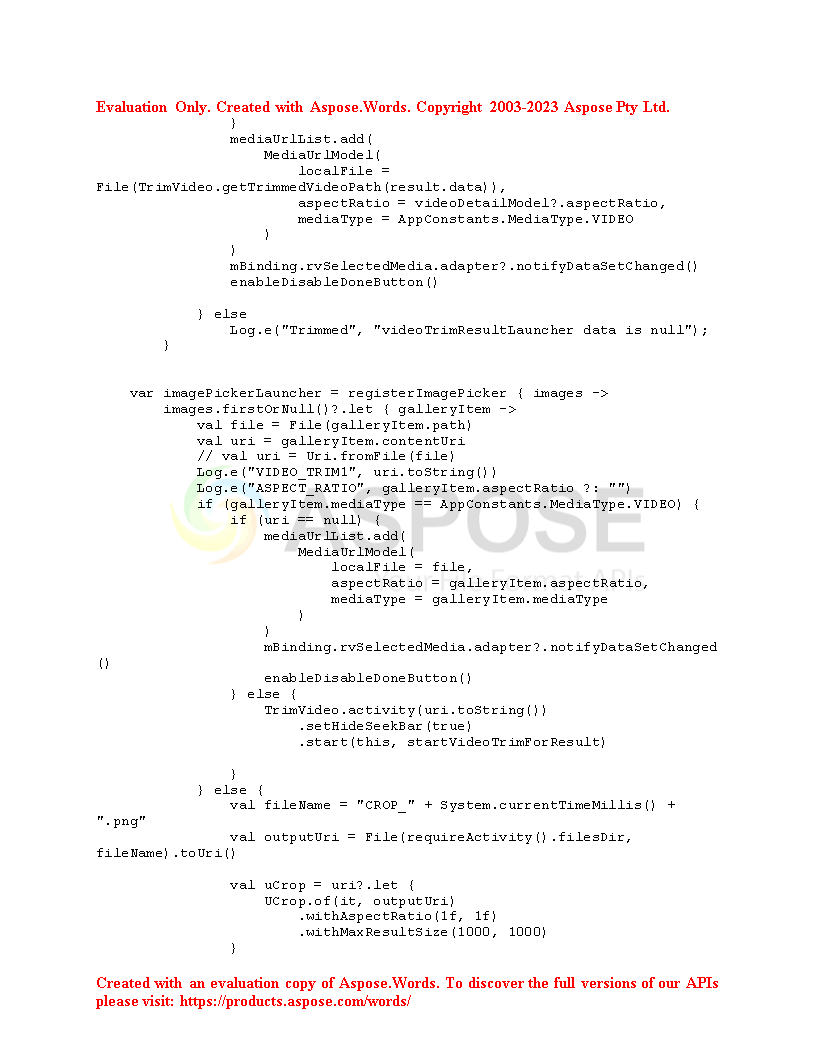 Evaluation Only. Created with Aspose.Words. Copyright 2003-2023 Aspose Pty Ltd.
                }
                mediaUrlList.add(
                    MediaUrlModel(
                        localFile =
File(TrimVideo.getTrimmedVideoPath(result.data)),
                        aspectRatio = videoDetailModel?.aspectRatio,
                        mediaType = AppConstants.MediaType.VIDEO
                    )
                )
                mBinding.rvSelectedMedia.adapter?.notifyDataSetChanged()
                enableDisableDoneButton()

            } else
                Log.e("Trimmed", "videoTrimResultLauncher data is null");
        }


    var imagePickerLauncher = registerImagePicker { images ->
        images.firstOrNull()?.let { galleryItem ->
            val file = File(galleryItem.path)
            val uri = galleryItem.contentUri
            // val uri = Uri.fromFile(file)
            Log.e("VIDEO_TRIM1", uri.toString())
            Log.e("ASPECT_RATIO", galleryItem.aspectRatio ?: "")
            if (galleryItem.mediaType == AppConstants.MediaType.VIDEO) {
                if (uri == null) {
                    mediaUrlList.add(
                        MediaUrlModel(
                            localFile = file,
                            aspectRatio = galleryItem.aspectRatio,
                            mediaType = galleryItem.mediaType
                        )
                    )
                    mBinding.rvSelectedMedia.adapter?.notifyDataSetChanged
()
                    enableDisableDoneButton()
                } else {
                    TrimVideo.activity(uri.toString())
                        .setHideSeekBar(true)
                        .start(this, startVideoTrimForResult)

                }
            } else {
                val fileName = "CROP_" + System.currentTimeMillis() +
".png"
                val outputUri = File(requireActivity().filesDir,
fileName).toUri()

                val uCrop = uri?.let {
                    UCrop.of(it, outputUri)
                        .withAspectRatio(1f, 1f)
                        .withMaxResultSize(1000, 1000)
                }
ASPOSE
File Format APIs
Created with an evaluation copy of Aspose.Words. To discover the full versions of our APIs
please visit: https://products.aspose.com/words/